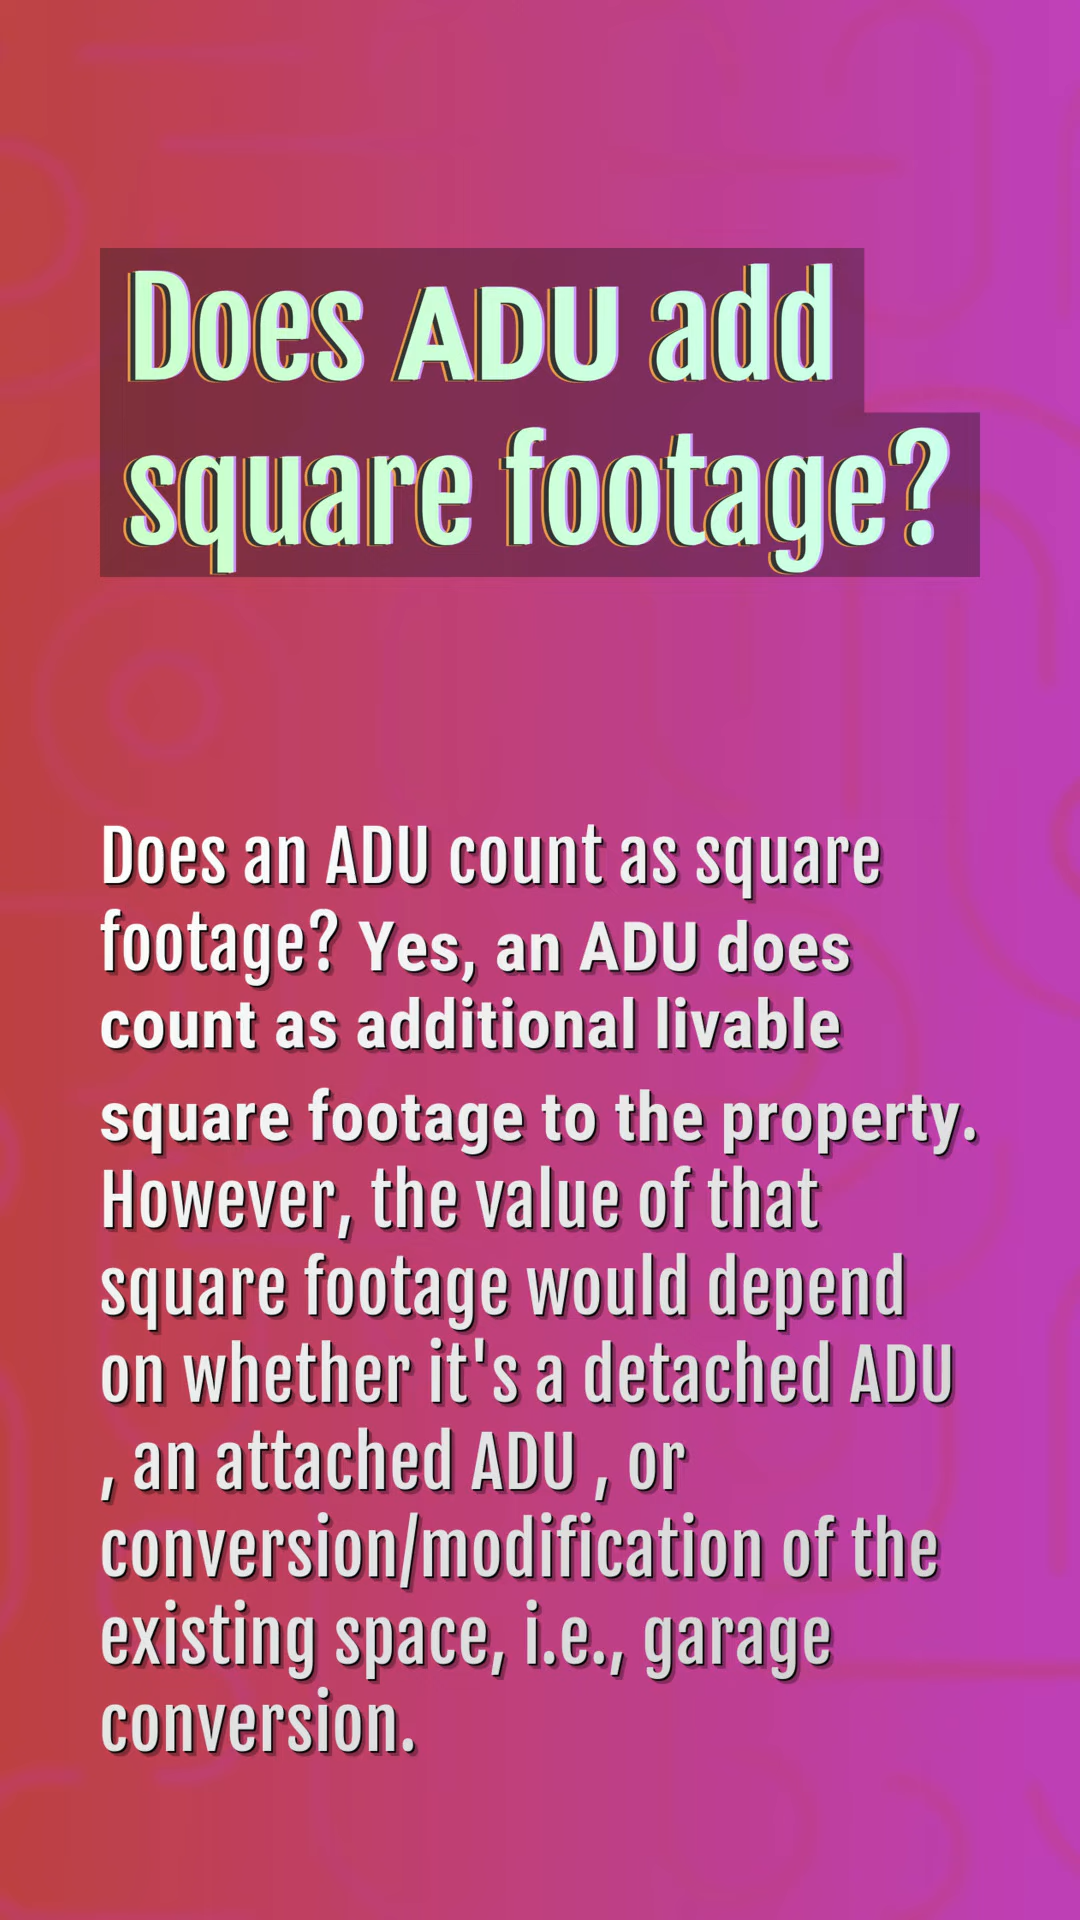 Does ADU add
square footage?
Does an ADU count as square
footage? Yes, an ADU does
count as additional livable
square footage to the property.
However, the value of that
square footage would depend
on whether it's a detached ADU
, an attached ADU , or
conversion/modification of the
existing space, i.e., garage
conversion.